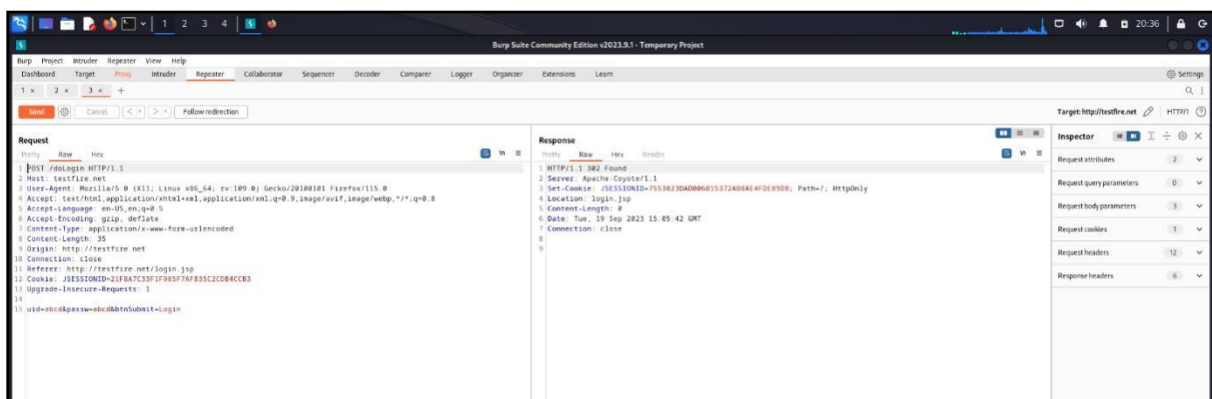 1 2 3 4
20:36
Burp Suite Community Edition v2023.9.1 - Temporary Project
Burp Project Intruder Repeater View Help
Dashboard Target Proxy Intruder Repeater Collaborator Sequencer Decoder Comparer Logger Organizer Extensions Learn
Settings
1 × 2 × 3 × +
Send Cancel Follow redirection
Target: http://testfire.net HTTP/1
Request
Pretty Raw Hex
1 POST /doLogin HTTP/1.1
2 Host: testfire.net
3 User-Agent: Mozilla/5.0 (X11; Linux x86_64; rv:109.0) Gecko/20100101 Firefox/115.0
4 Accept: text/html,application/xhtml+xml,application/xml;q=0.9,image/avif,image/webp,*/*;q=0.8
5 Accept-Language: en-US,en;q=0.5
6 Accept-Encoding: gzip, deflate
7 Content-Type: application/x-www-form-urlencoded
8 Content-Length: 35
9 Origin: http://testfire.net
10 Connection: close
11 Referer: http://testfire.net/login.jsp
12 Cookie:
13 Upgrade-Insecure-Requests: 1
14
15 uid=abcd&passw=abcd&btnSubmit=Login
Response
Pretty Raw Hex Render
1 HTTP/1.1 302 Found
2 Server: Apache-Coyote/1.1
3 Set-Cookie: Path=/; HttpOnly
4 Location: login.jsp
5 Content-Length: 0
6 Date: Tue, 19 Sep 2023 15:05:42 GMT
7 Connection: close
8
9
Inspector
Request attributes 2
Request query parameters 0
Request body parameters 3
Request cookies 1
Request headers 12
Response headers 6